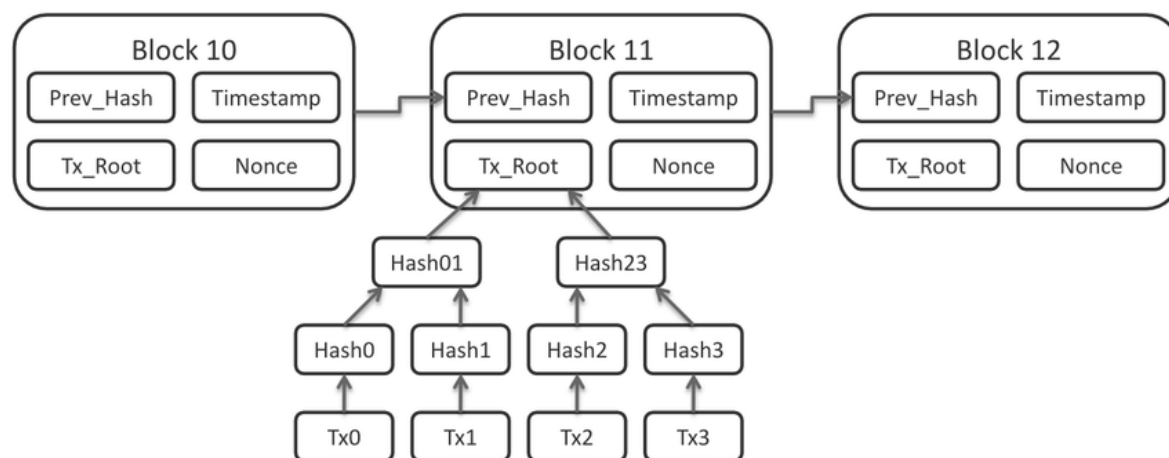 Block 10
Block 11
Block 12
Prev_Hash
Timestamp
Prev_Hash
Timestamp
Prev_Hash
Timestamp
Tx_Root
Nonce
Tx_Root
Nonce
Tx_Root
Nonce
Hash01
Hash23
Hash0
Hash1
Hash2
Hash3
Tx0
Tx1
Tx2
Tx3